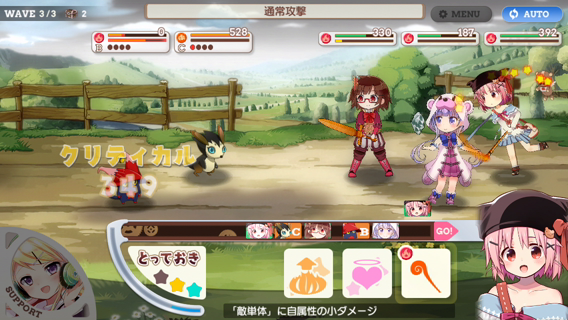 WAVE 3/3 2
通常攻撃
MENU
AUTO
0
B
528
C
330
187
392
クリティカル
349
C
B
GO!
とっておき
SUPPORT
「敵単体」に自属性の小ダメージ